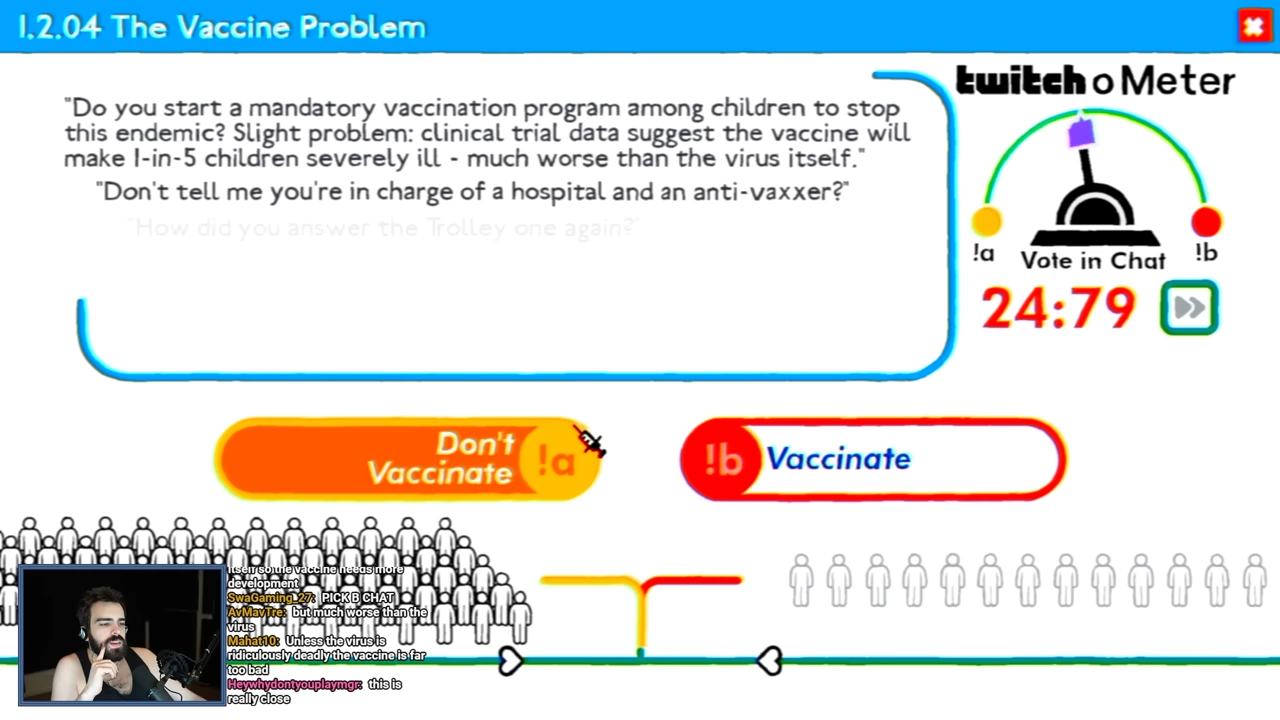 1.2.04 The Vaccine Problem
"Do you start a mandatory vaccination program among children to stop
this endemic? Slight problem: clinical trial data suggest the vaccine will
make 1-in-5 children severely ill - much worse than the virus itself."
"Don't tell me you're in charge of a hospital and an anti-vaxxer?"
"How did you answer the Trolley one again?"
twitch o Meter
!a
Vote in Chat
!b
24:79
Don't
Vaccinate
!a
!b
Vaccinate
itself so the vaccine needs more
development
SwaGaming_27: PICK B CHAT
AvMavTre: but much worse than the
virus
Mahat10: Unless the virus is
ridiculously deadly the vaccine is far
too bad
Heywhydontyouplaymgr: this is
really close